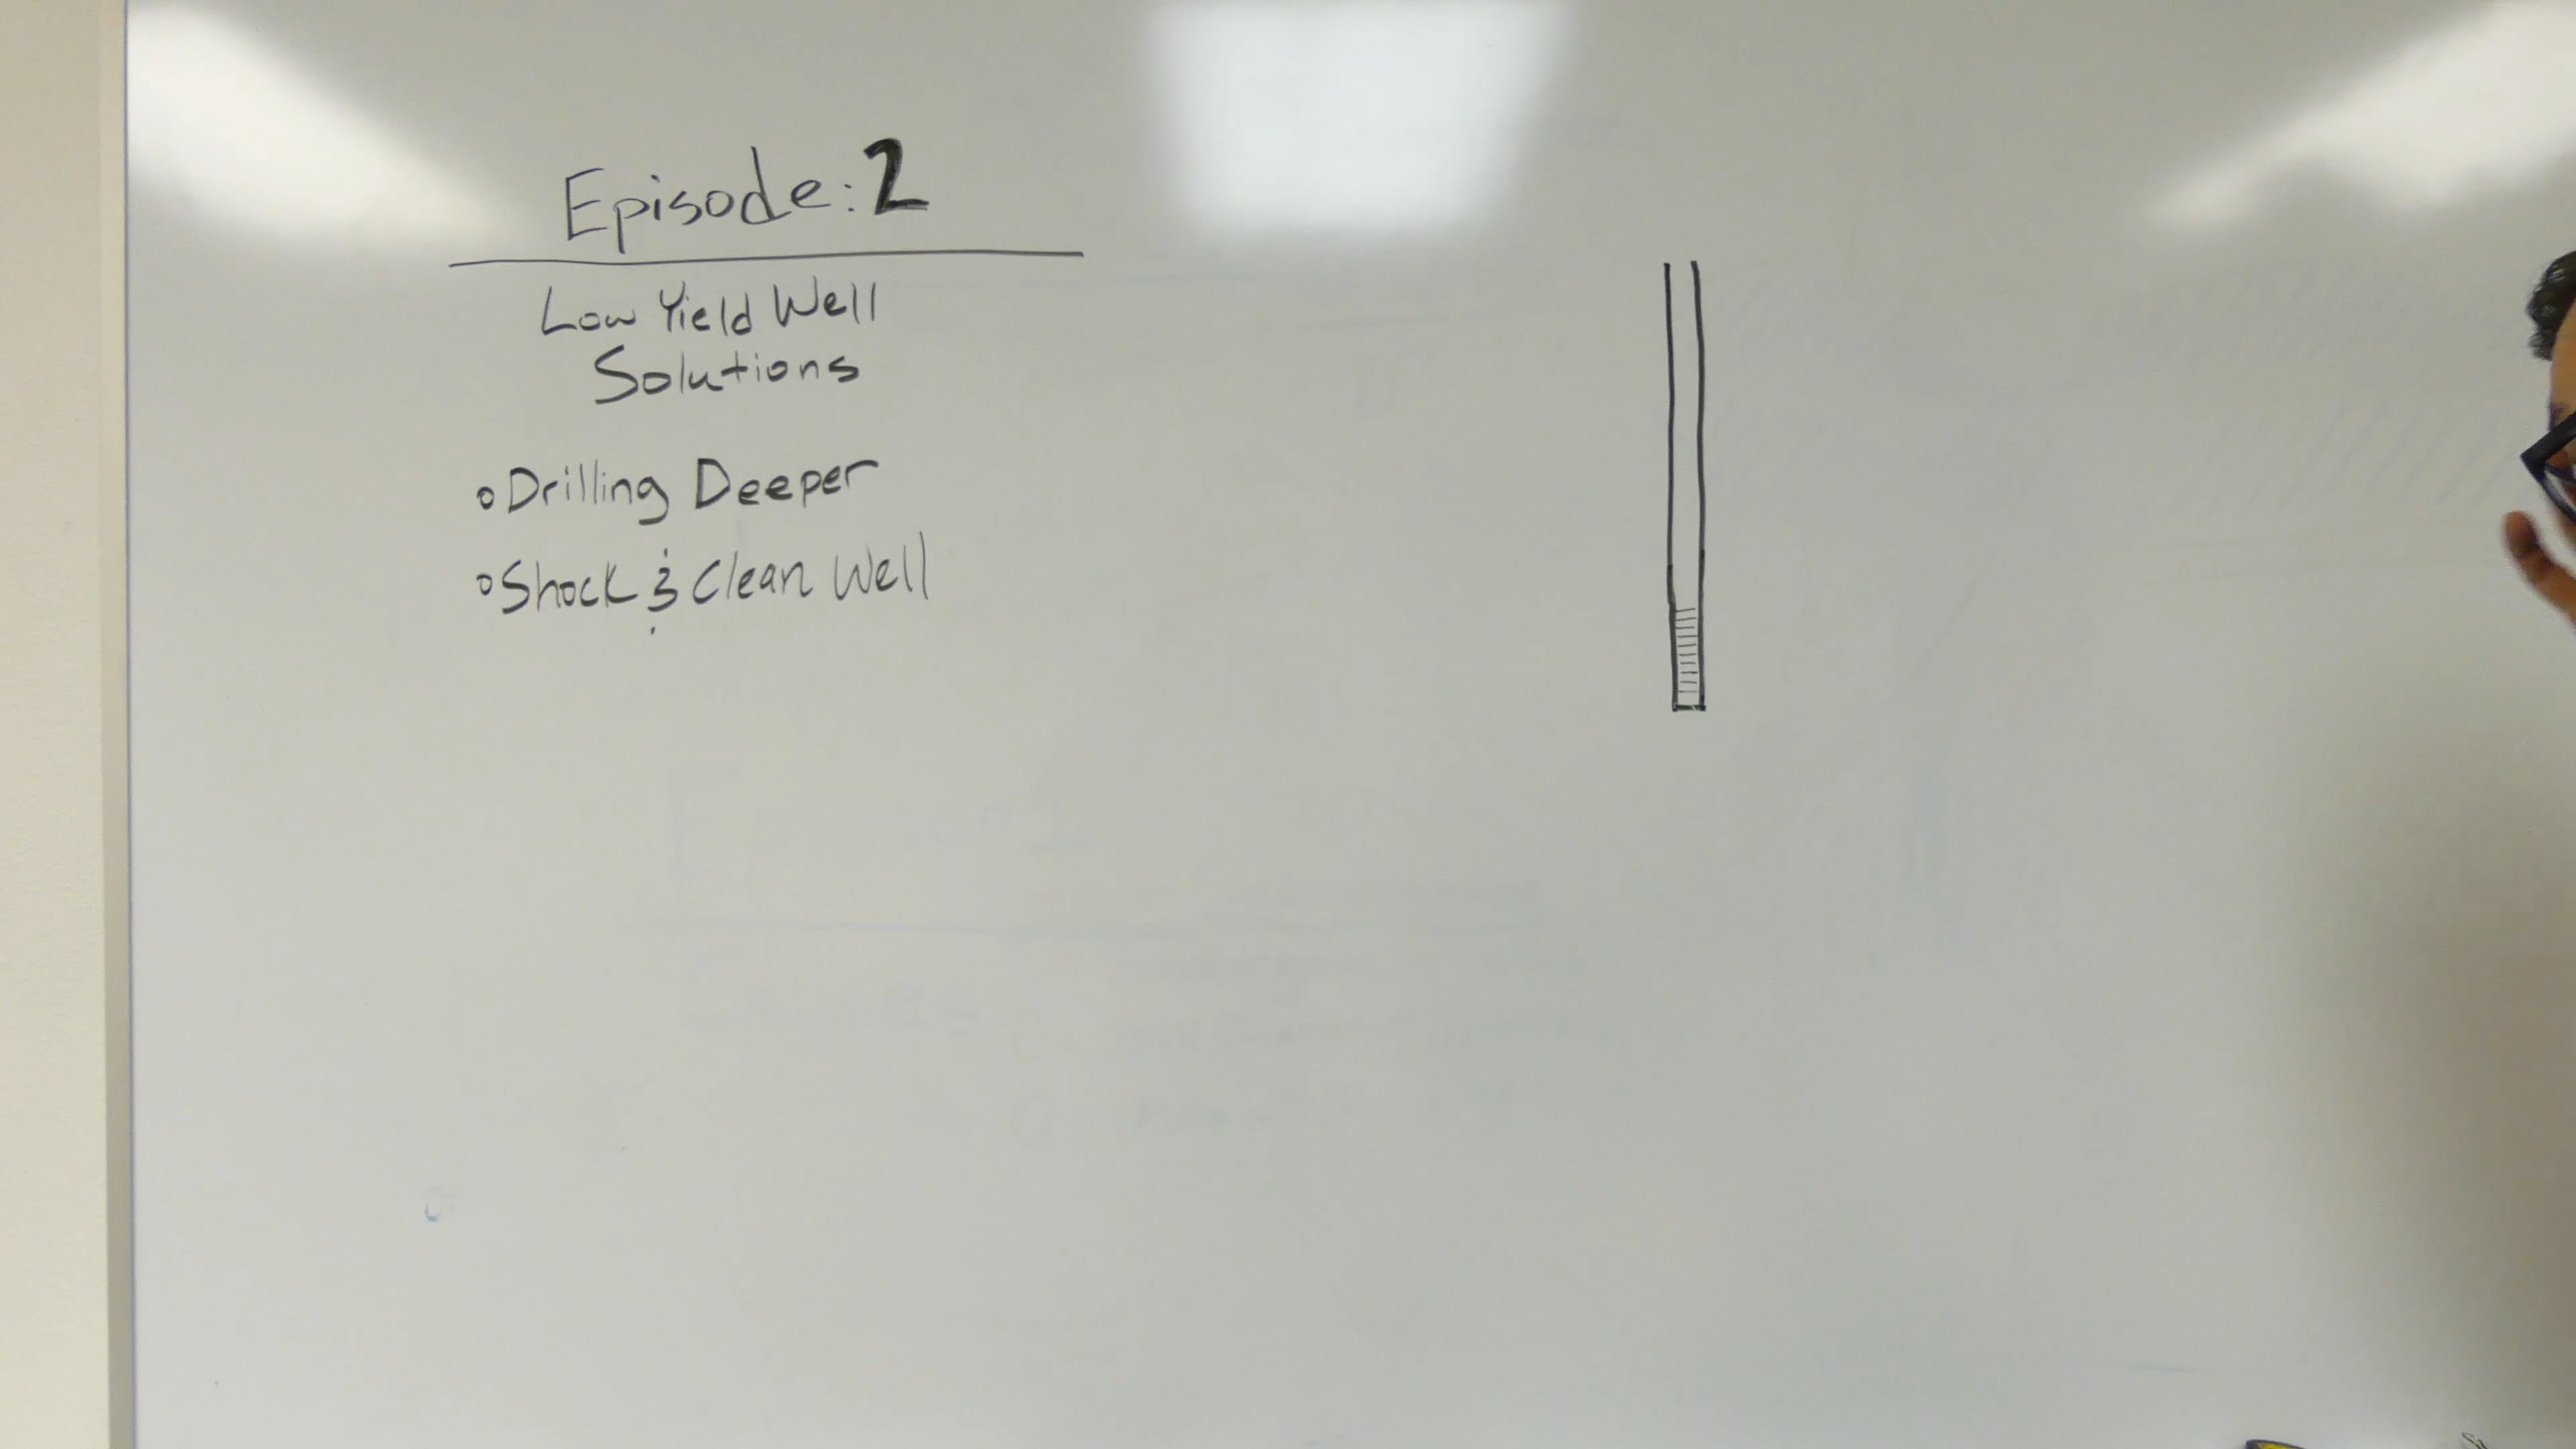 Episode: 2
Low Yield Well
Solutions
◦ Drilling Deeper
◦ Shock & Clean Well